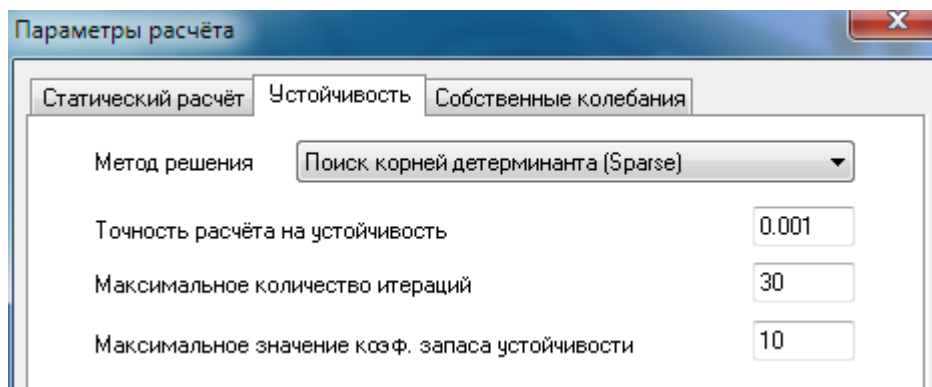 Параметры расчёта
Статический расчёт Устойчивость Собственные колебания
Метод решения Поиск корней детерминанта (Sparse)
Точность расчёта на устойчивость 0.001
Максимальное количество итераций 30
Максимальное значение коэф. запаса устойчивости 10